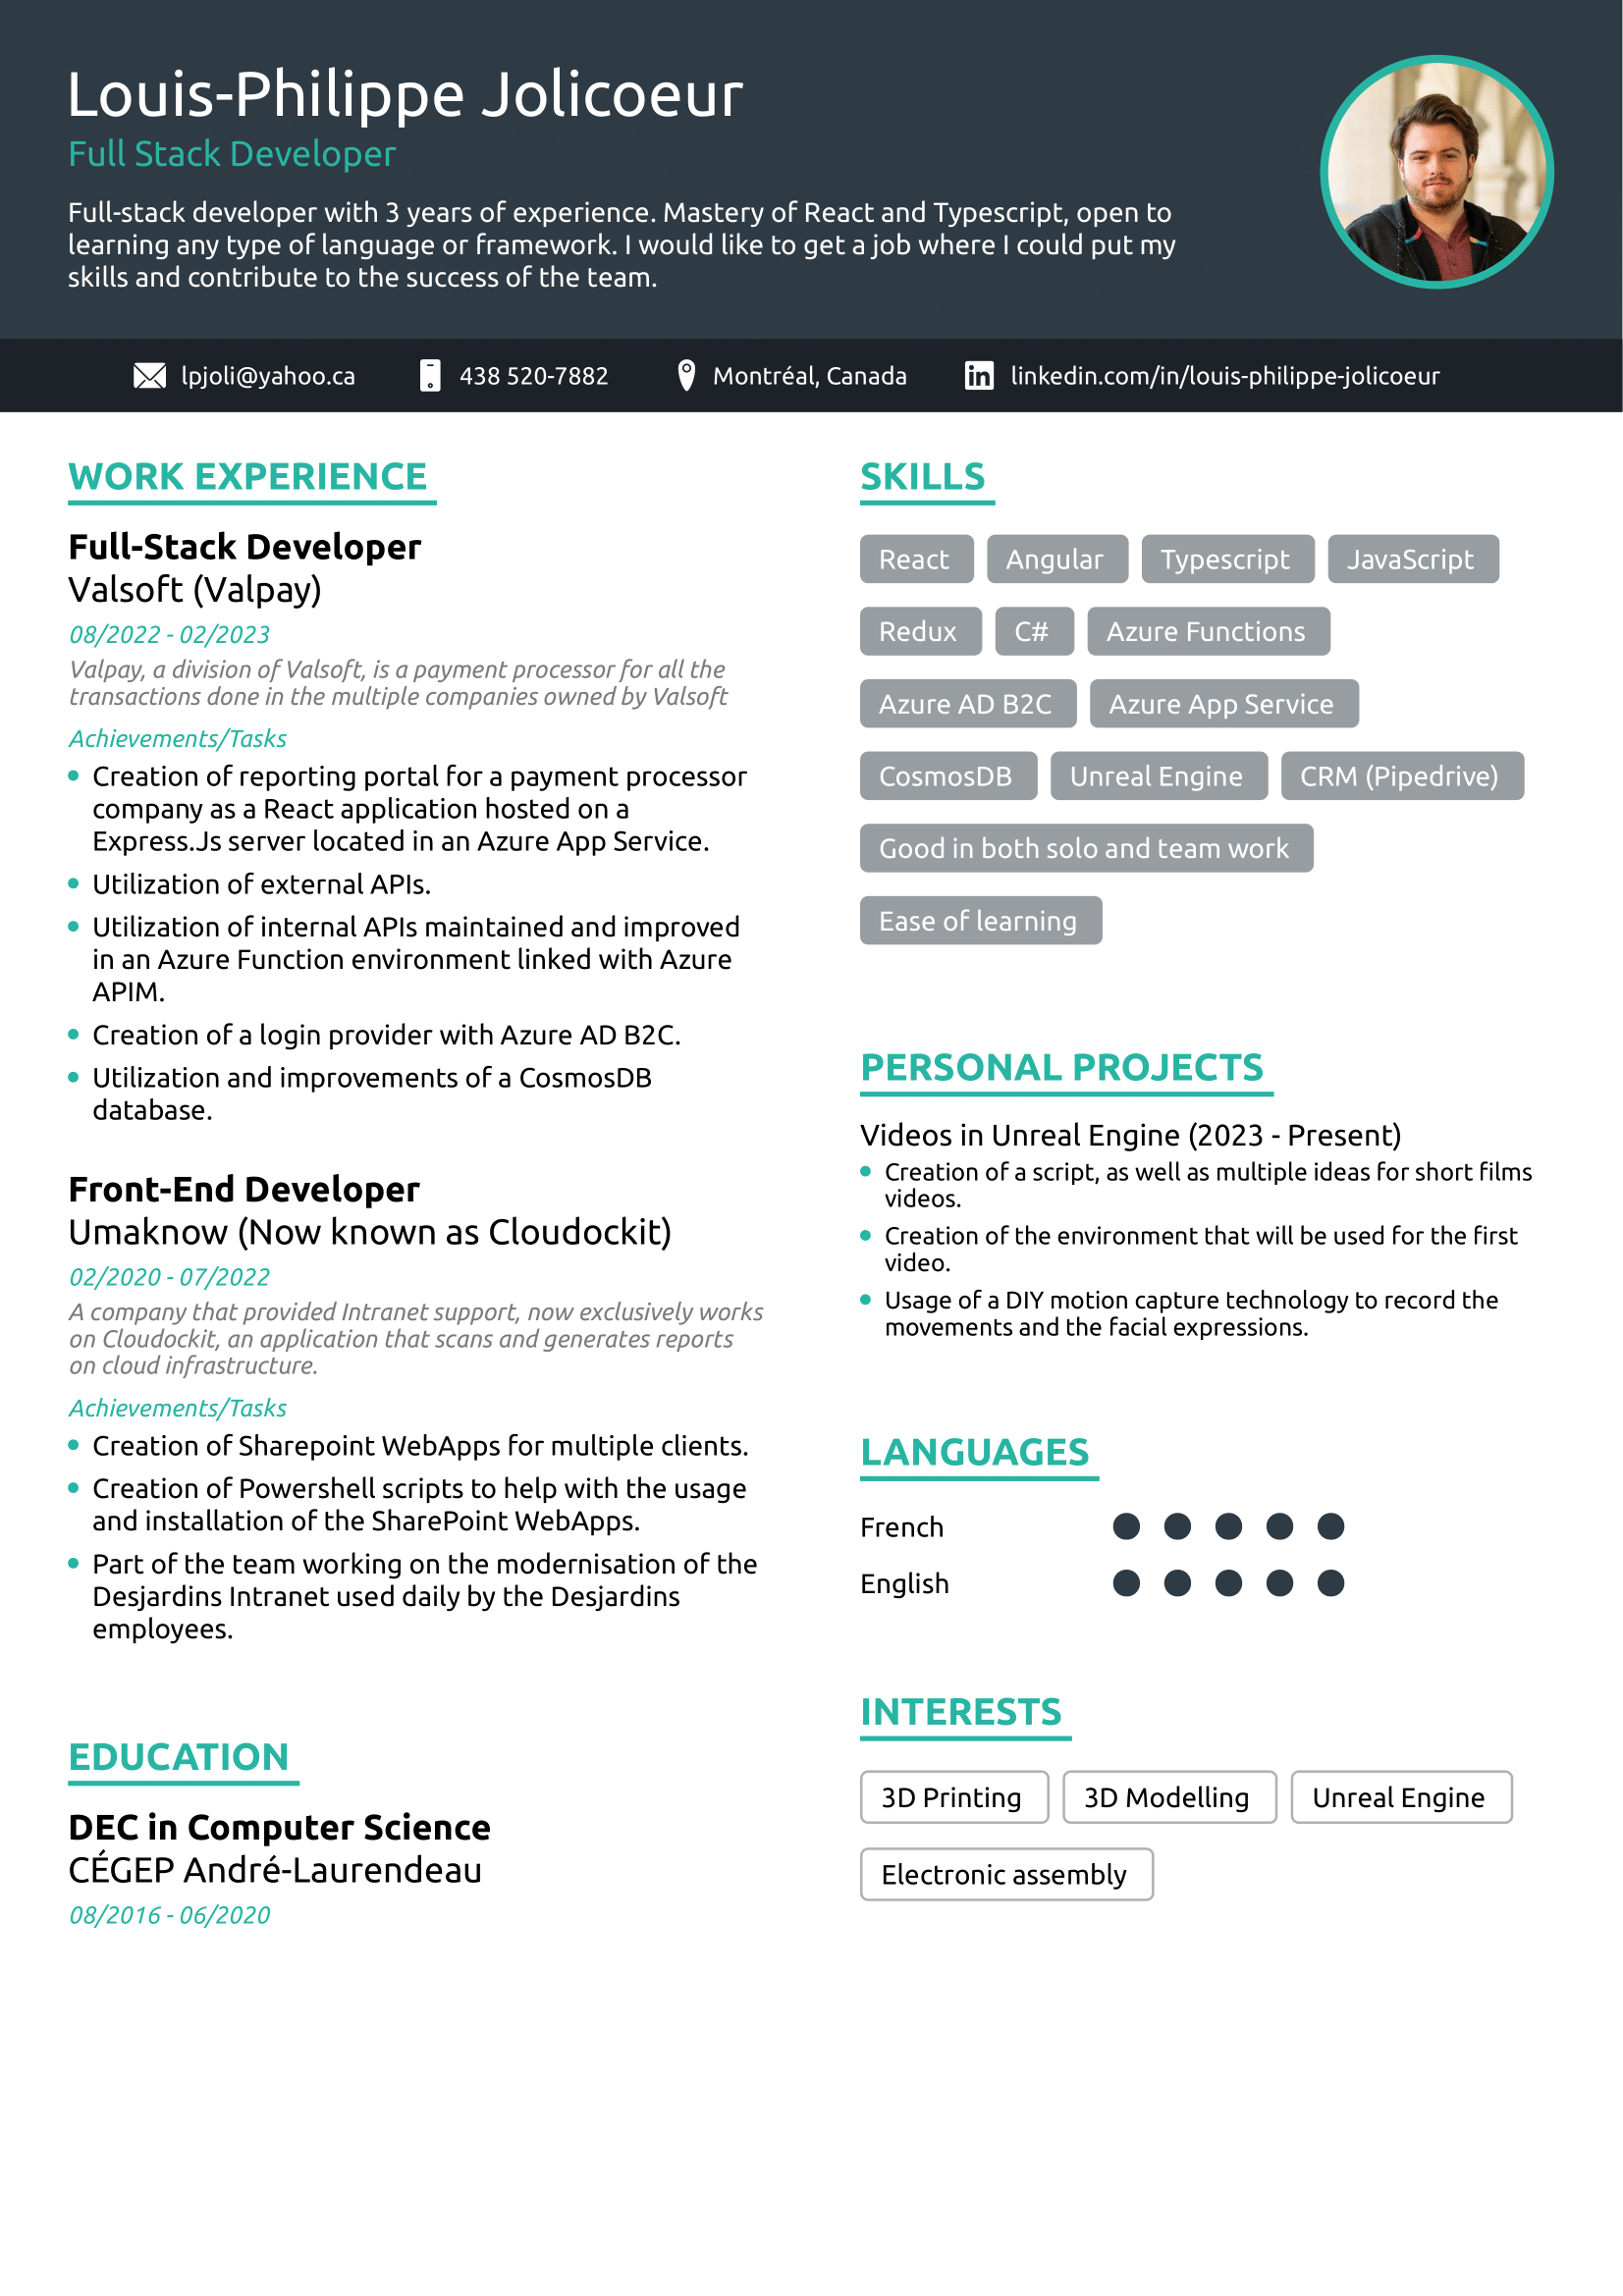 Louis-Philippe Jolicoeur
Full Stack Developer
Full-stack developer with 3 years of experience. Mastery of React and Typescript, open to
learning any type of language or framework. I would like to get a job where I could put my
skills and contribute to the success of the team.
lpjoli@yahoo.ca 438 520-7882 Montréal, Canada linkedin.com/in/louis-philippe-jolicoeur
WORK EXPERIENCE
Full-Stack Developer
Valsoft (Valpay)
08/2022 - 02/2023
Valpay, a division of Valsoft, is a payment processor for all the
transactions done in the multiple companies owned by Valsoft
Achievements/Tasks
Creation of reporting portal for a payment processor
company as a React application hosted on a
Express.Js server located in an Azure App Service.
Utilization of external APIs.
Utilization of internal APIs maintained and improved
in an Azure Function environment linked with Azure
APIM.
Creation of a login provider with Azure AD B2C.
Utilization and improvements of a CosmosDB
database.
Front-End Developer
Umaknow (Now known as Cloudockit)
02/2020 - 07/2022
A company that provided Intranet support, now exclusively works
on Cloudockit, an application that scans and generates reports
on cloud infrastructure.
Achievements/Tasks
Creation of Sharepoint WebApps for multiple clients.
Creation of Powershell scripts to help with the usage
and installation of the SharePoint WebApps.
Part of the team working on the modernisation of the
Desjardins Intranet used daily by the Desjardins
employees.
EDUCATION
DEC in Computer Science
CÉGEP André-Laurendeau
08/2016 - 06/2020
SKILLS
React Angular Typescript JavaScript
Redux C# Azure Functions
Azure AD B2C Azure App Service
CosmosDB Unreal Engine CRM (Pipedrive)
Good in both solo and team work
Ease of learning
PERSONAL PROJECTS
Videos in Unreal Engine (2023 - Present)
Creation of a script, as well as multiple ideas for short films
videos.
Creation of the environment that will be used for the first
video.
Usage of a DIY motion capture technology to record the
movements and the facial expressions.
LANGUAGES
French
English
INTERESTS
3D Printing 3D Modelling Unreal Engine
Electronic assembly